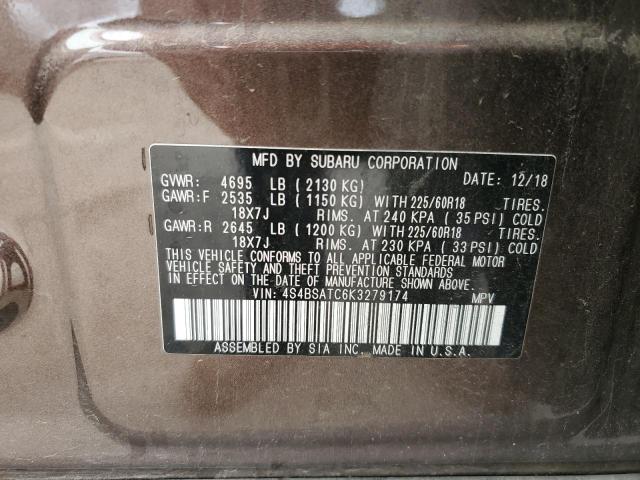 MFD BY SUBARU CORPORATION
GVWR: 4695 LB ( 2130 KG) DATE: 12/18
GAWR:F 2535 LB ( 1150 KG) WITH 225/60R18 TIRES.
18X7J RIMS. AT 240 KPA ( 35 PSI) COLD
GAWR:R 2645 LB ( 1200 KG) WITH 225/60R18 TIRES.
18X7J RIMS. AT 230 KPA ( 33 PSI) COLD
THIS VEHICLE CONFORMS TO ALL APPLICABLE FEDERAL MOTOR
VEHICLE SAFETY AND THEFT PREVENTION STANDARDS
IN EFFECT ON THE DATE OF MANUFACTURE SHOWN ABOVE.
VIN: 4S4BSATC6K3279174 MPV
ASSEMBLED BY SIA INC. MADE IN U.S.A.